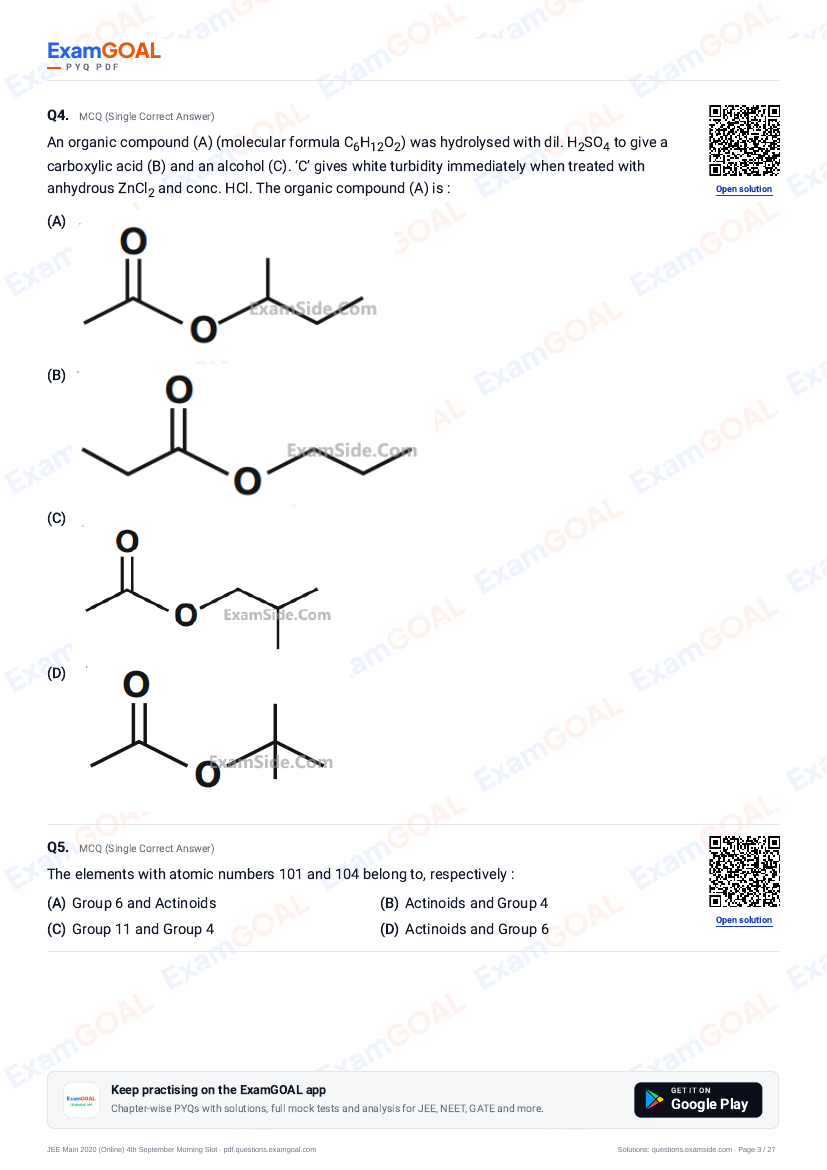 ExamGOAL
PYQ PDF
Q4. MCQ (Single Correct Answer)
An organic compound (A) (molecular formula C₆H₁₂O₂) was hydrolysed with dil. H₂SO₄ to give a
carboxylic acid (B) and an alcohol (C). ‘C’ gives white turbidity immediately when treated with
anhydrous ZnCl₂ and conc. HCl. The organic compound (A) is :
Open solution
(A)
O
O
ExamSide.Com
(B)
O
O
ExamSide.Com
(C)
O
O
ExamSide.Com
(D)
O
O
ExamSide.Com
Q5. MCQ (Single Correct Answer)
The elements with atomic numbers 101 and 104 belong to, respectively :
(A) Group 6 and Actinoids
(B) Actinoids and Group 4
(C) Group 11 and Group 4
(D) Actinoids and Group 6
Open solution
Keep practising on the ExamGOAL app
Chapter-wise PYQs with solutions, full mock tests and analysis for JEE, NEET, GATE and more.
GET IT ON
Google Play
JEE Main 2020 (Online) 4th September Morning Slot · pdf.questions.examgoal.com
Solutions: questions.examside.com · Page 3 / 27